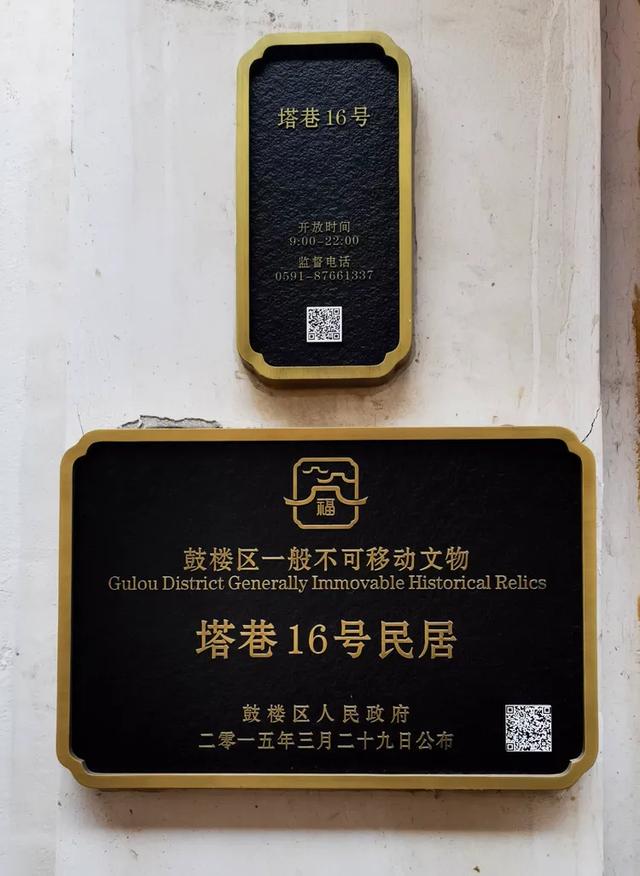 塔巷16号
开放时间
9:00-22:00
监督电话
0591-87661337
福
鼓楼区一般不可移动文物
Gulou District Generally Immovable Historical Relics
塔巷16号民居
鼓楼区人民政府
二零一五年三月二十九日公布